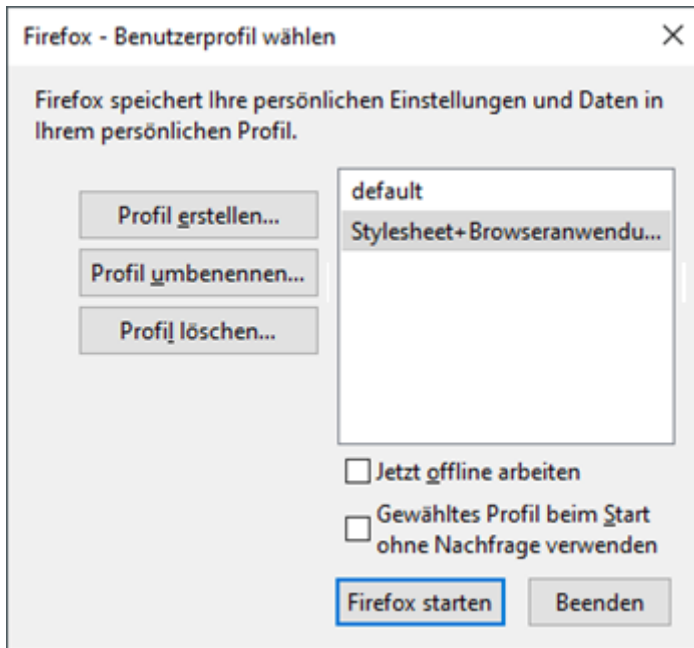 Firefox - Benutzerprofil wählen
Firefox speichert Ihre persönlichen Einstellungen und Daten in
Ihrem persönlichen Profil.
Profil erstellen...
Profil umbenennen...
Profil löschen...
default
Stylesheet+Browseranwendu...
Jetzt offline arbeiten
Gewähltes Profil beim Start
ohne Nachfrage verwenden
Firefox starten
Beenden